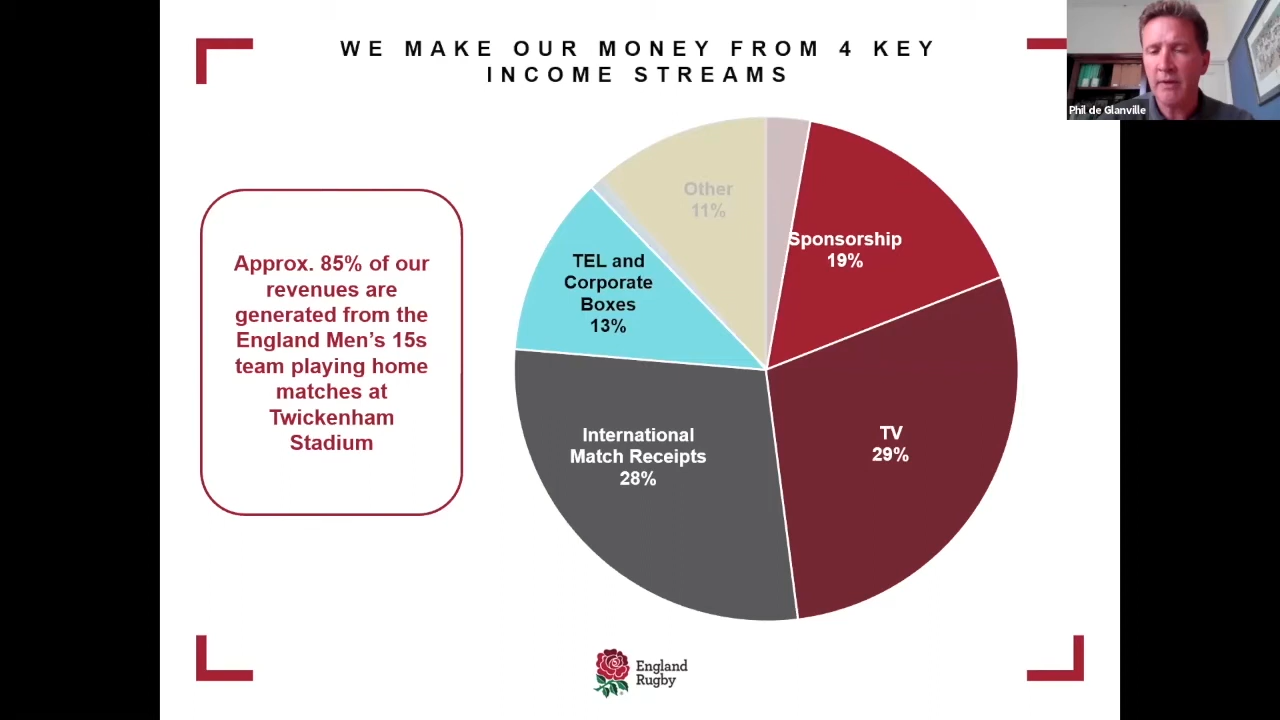 WE MAKE OUR MONEY FROM 4 KEY
INCOME STREAMS
Phil de Glanville
Approx. 85% of our
revenues are
generated from the
England Men’s 15s
team playing home
matches at
Twickenham
Stadium
Other
11%
Sponsorship
19%
TEL and
Corporate
Boxes
13%
TV
29%
International
Match Receipts
28%
England
Rugby